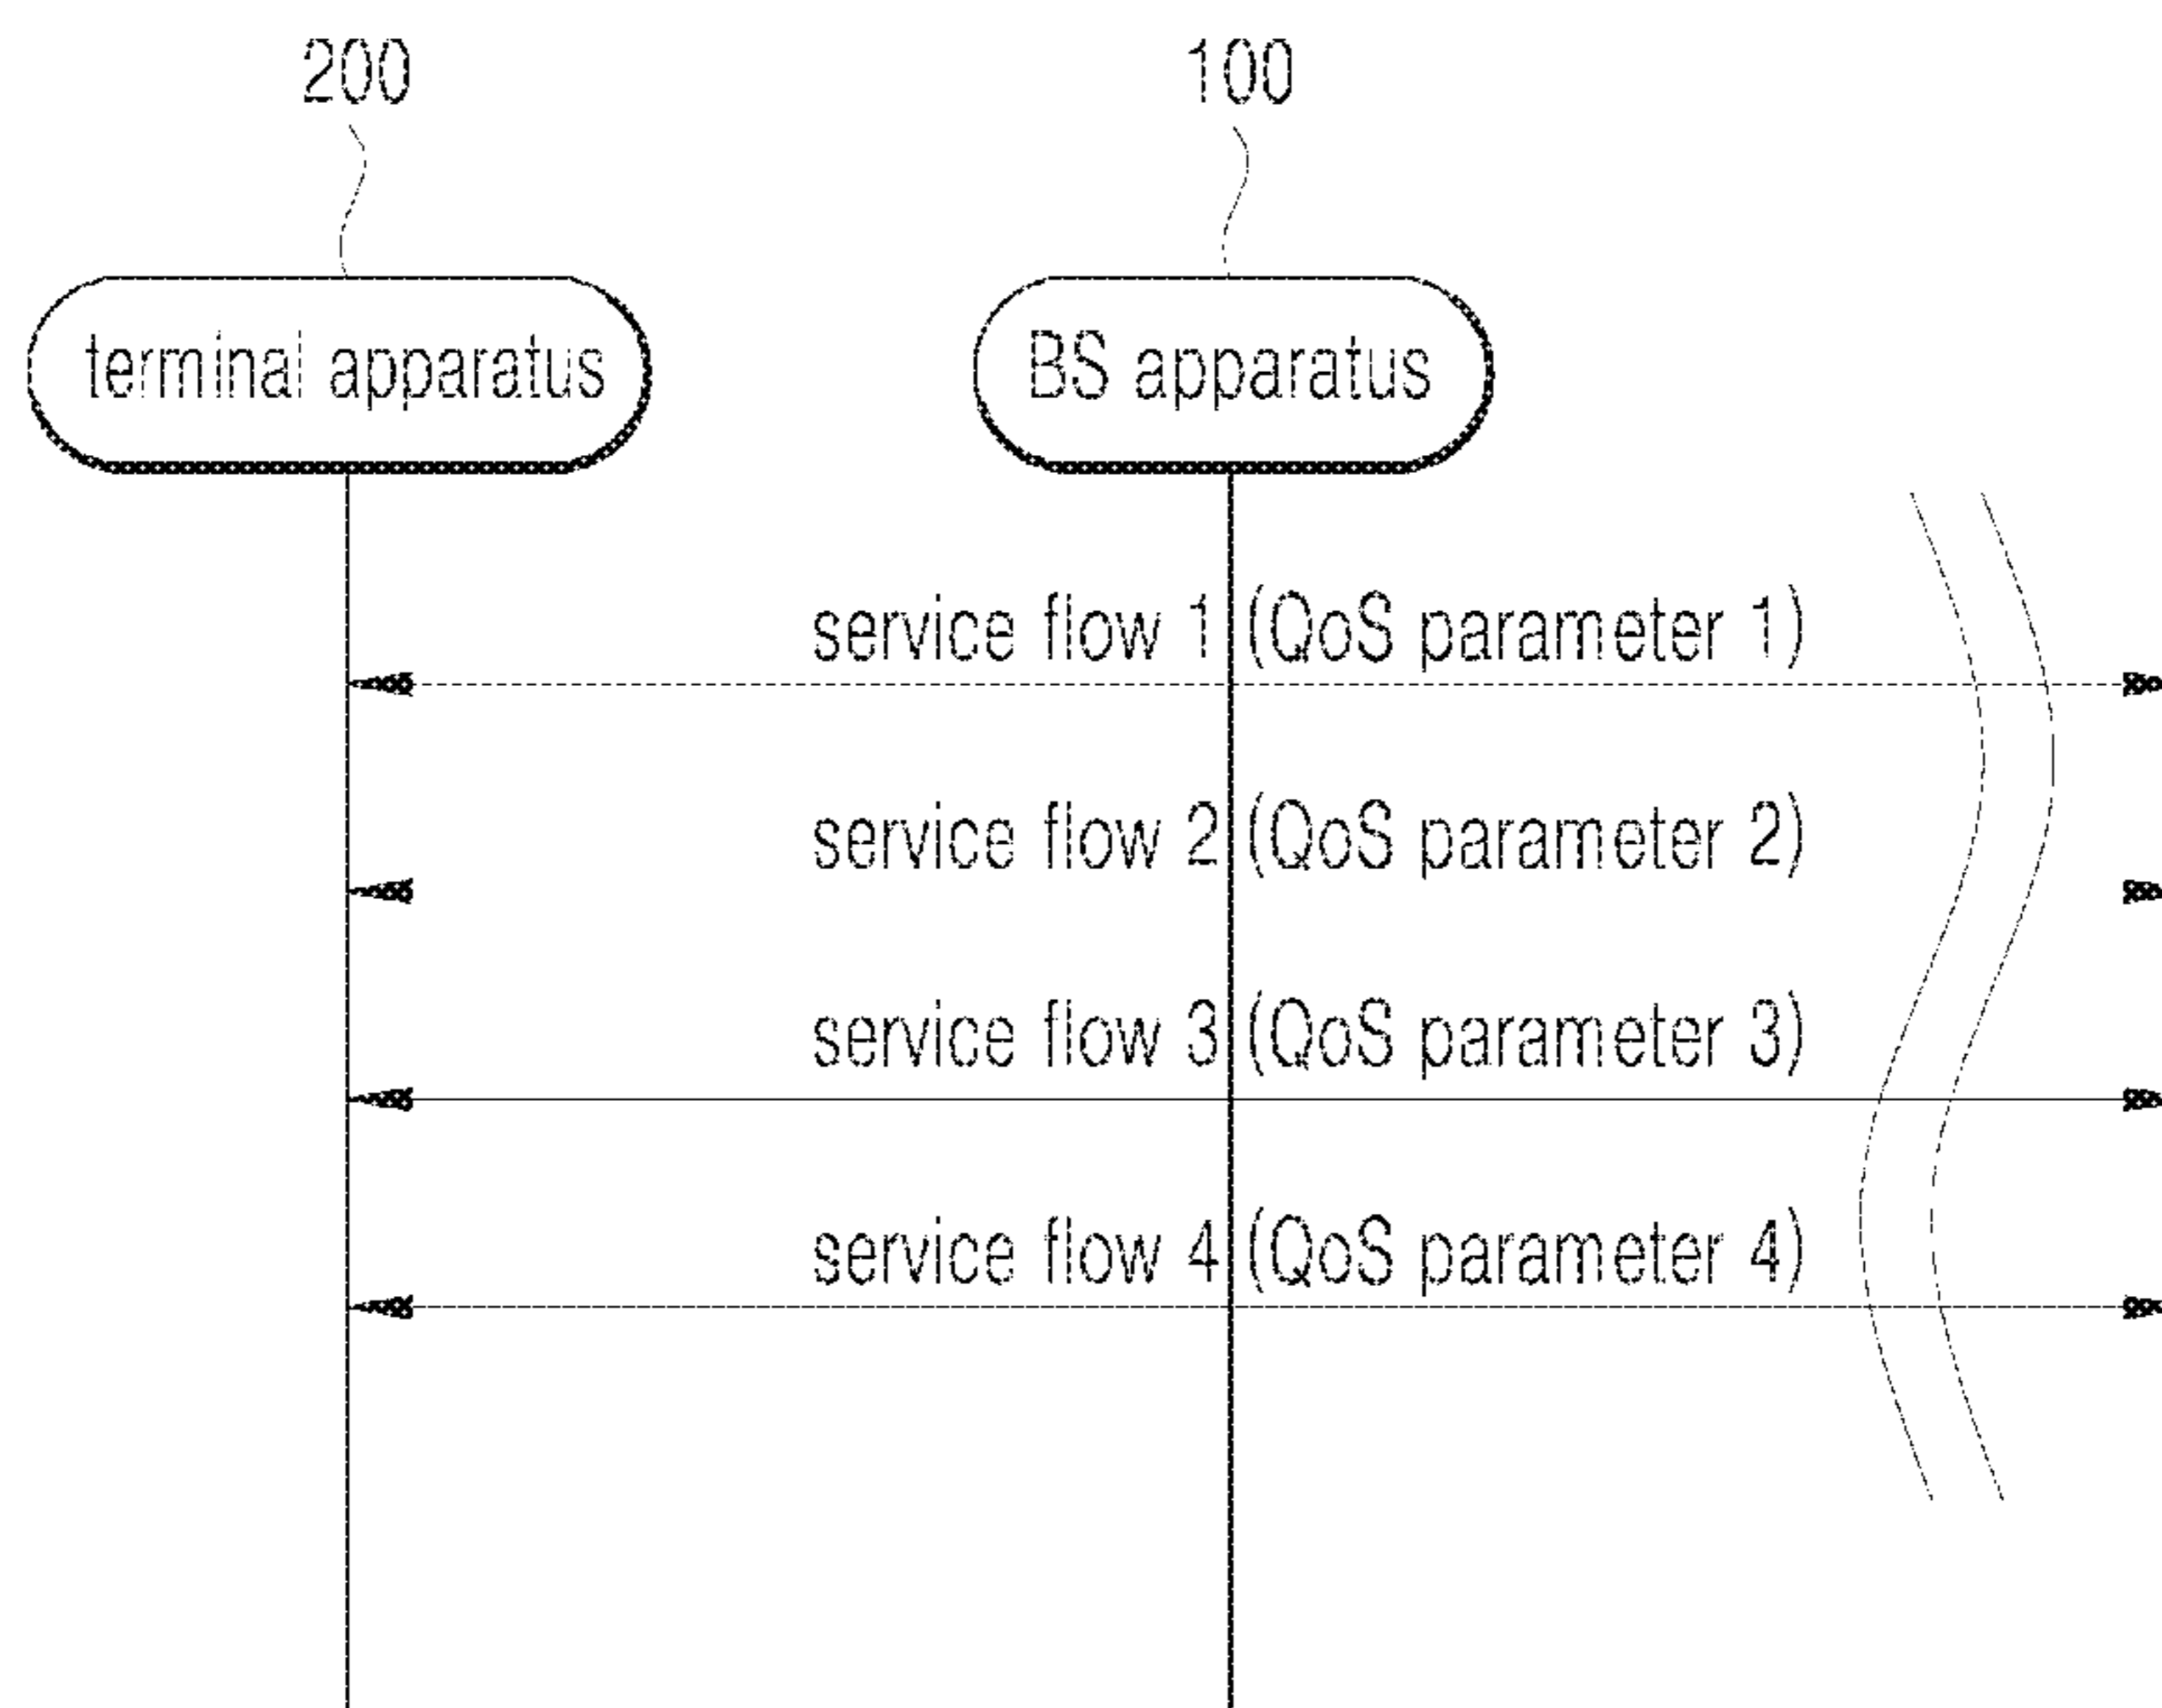 200
100
terminal apparatus
BS apparatus
service flow 1 (QoS parameter 1)
service flow 2 (QoS parameter 2)
service flow 3 (QoS parameter 3)
service flow 4 (QoS parameter 4)